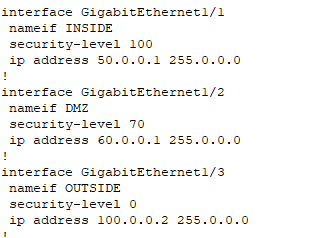 interface GigabitEthernet1/1
 nameif INSIDE
 security-level 100
 ip address 50.0.0.1 255.0.0.0
!
interface GigabitEthernet1/2
 nameif DMZ
 security-level 70
 ip address 60.0.0.1 255.0.0.0
!
interface GigabitEthernet1/3
 nameif OUTSIDE
 security-level 0
 ip address 100.0.0.2 255.0.0.0
!